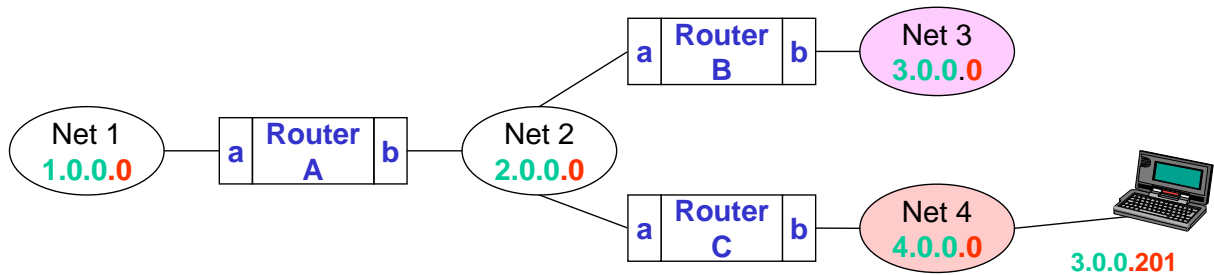 Net 1
1.0.0.0
a
Router
A
b
Net 2
2.0.0.0
a
Router
B
b
Net 3
3.0.0.0
a
Router
C
b
Net 4
4.0.0.0
3.0.0.201